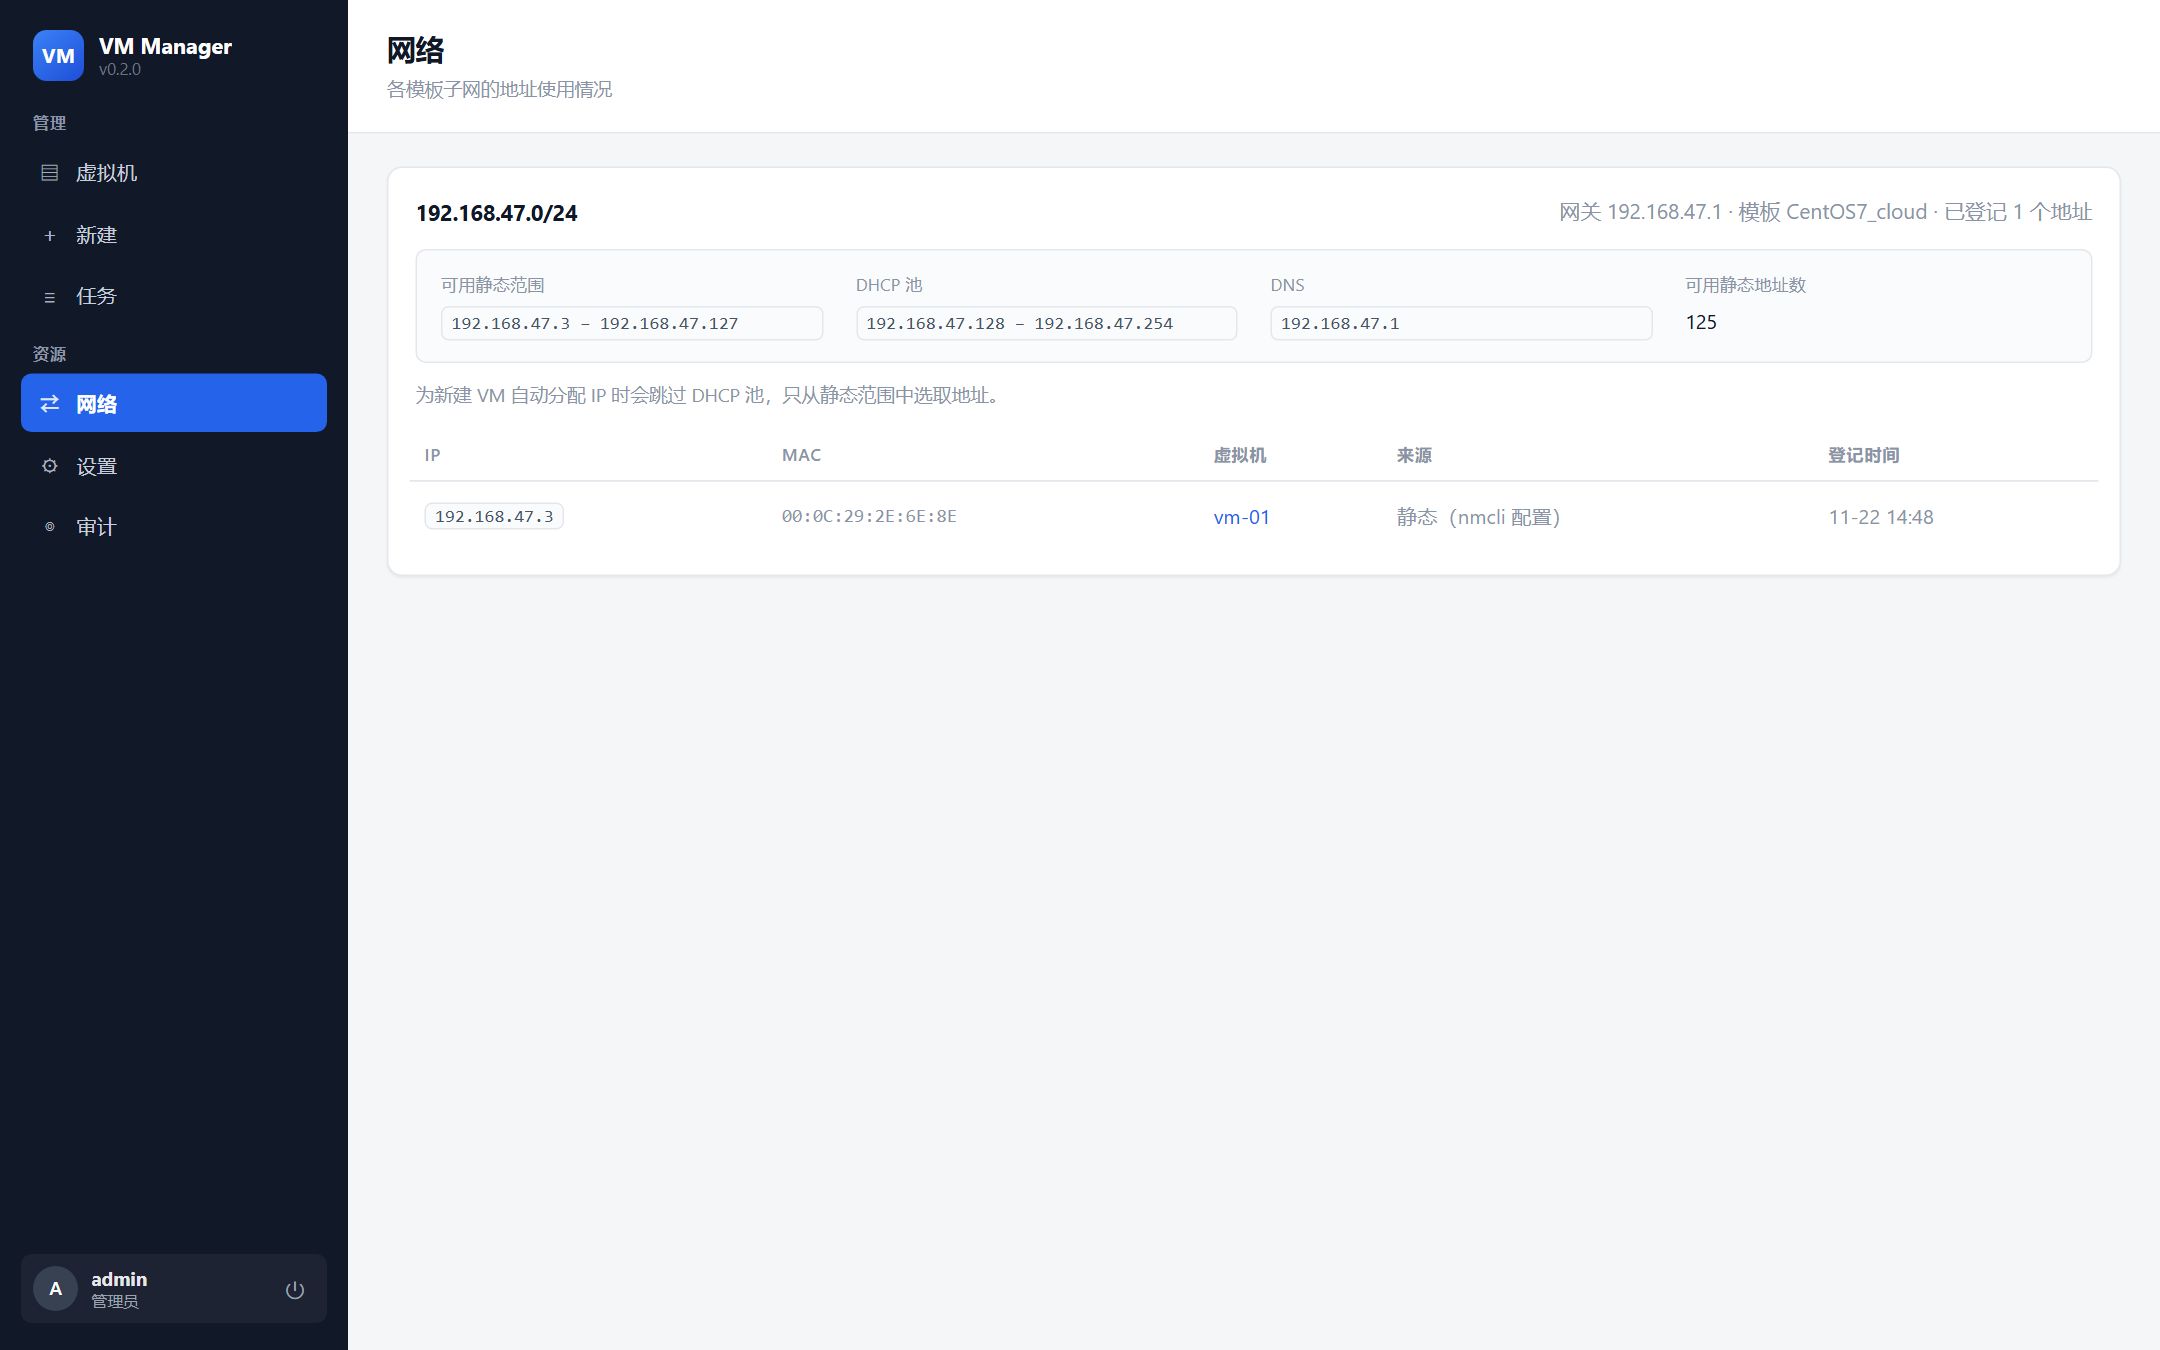 VM
VM Manager
v0.2.0
管理
虚拟机
新建
任务
资源
网络
设置
审计
A
admin
管理员
网络
各模板子网的地址使用情况
192.168.47.0/24
网关 192.168.47.1 · 模板 CentOS7_cloud · 已登记 1 个地址
可用静态范围 DHCP 池 DNS 可用静态地址数
192.168.47.3 – 192.168.47.127 192.168.47.128 – 192.168.47.254 192.168.47.1 125
为新建 VM 自动分配 IP 时会跳过 DHCP 池，只从静态范围中选取地址。
IP MAC 虚拟机 来源 登记时间
192.168.47.3 00:0C:29:2E:6E:8E vm-01 静态（nmcli 配置） 11-22 14:48